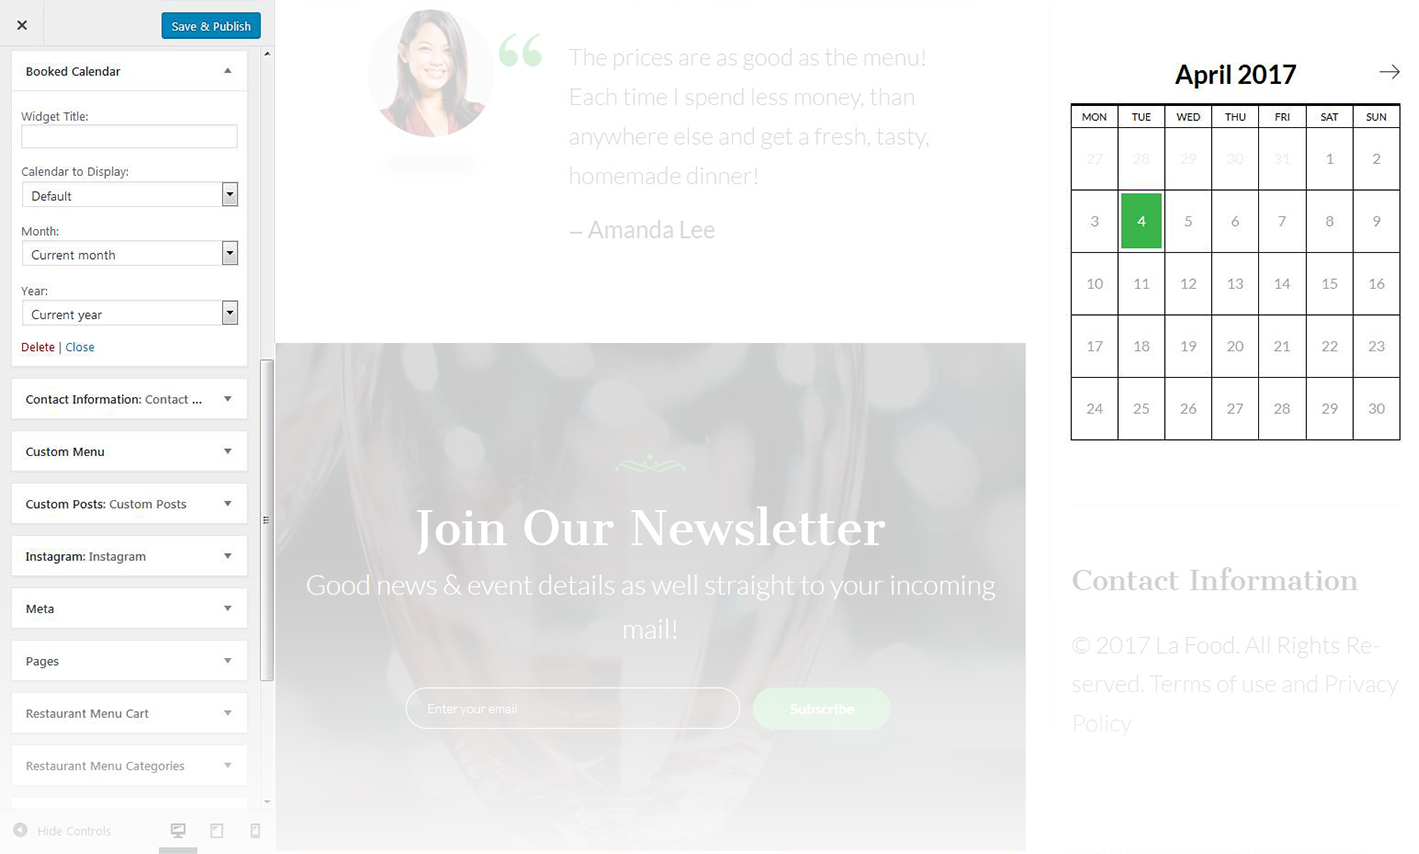 Save & Publish
Booked Calendar
Widget Title:
Calendar to Display:
Default
Month:
Current month
Year:
Current year
Delete | Close
Contact Information: Contact ...
Custom Menu
Custom Posts: Custom Posts
Instagram: Instagram
Meta
Pages
Restaurant Menu Cart
Restaurant Menu Categories
Hide Controls
“
The prices are as good as the menu!
Each time I spend less money, than
anywhere else and get a fresh, tasty,
homemade dinner!
– Amanda Lee
Join Our Newsletter
Good news & event details as well straight to your incoming
mail!
Enter your email
Subscribe
April 2017
MON TUE WED THU FRI SAT SUN
27 28 29 30 31 1 2
3 4 5 6 7 8 9
10 11 12 13 14 15 16
17 18 19 20 21 22 23
24 25 26 27 28 29 30
Contact Information
© 2017 La Food. All Rights Re-
served. Terms of use and Privacy
Policy